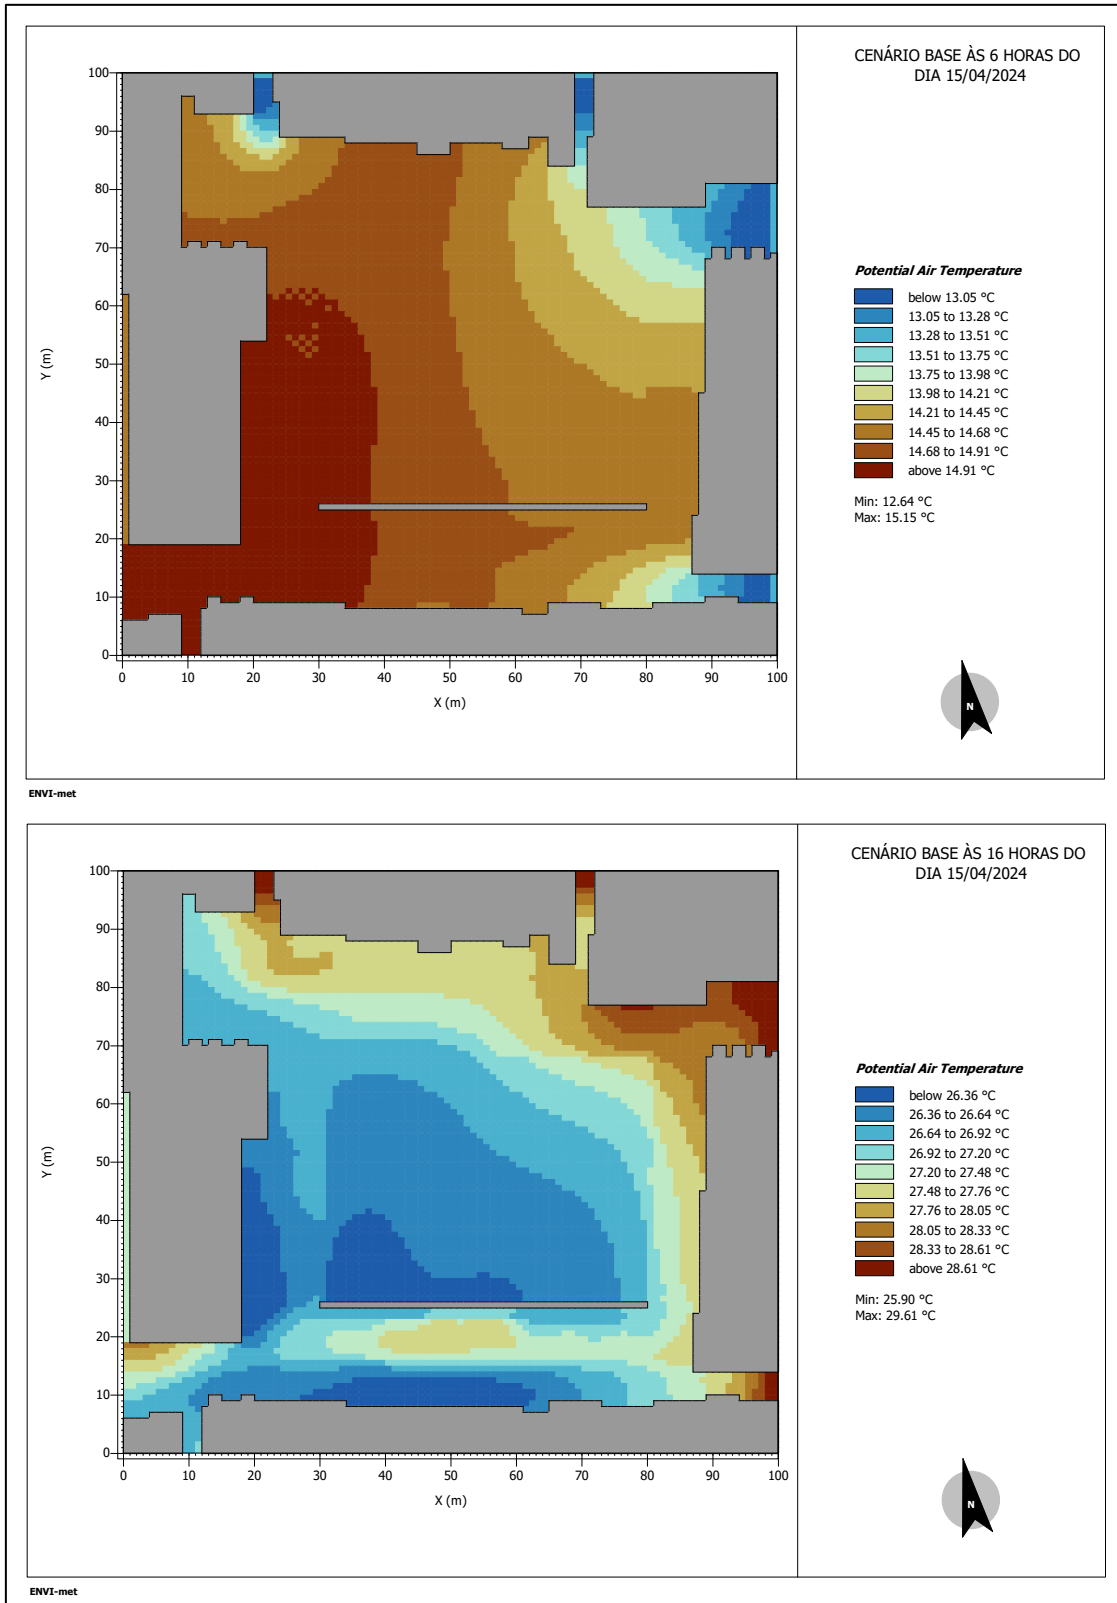 CENÁRIO BASE ÀS 6 HORAS DO
DIA 15/04/2024
100
90
80
70
60
50
40
30
20
10
0
Y (m)
0 10 20 30 40 50 60 70 80 90 100
X (m)
Potential Air Temperature
below 13.05 °C
13.05 to 13.28 °C
13.28 to 13.51 °C
13.51 to 13.75 °C
13.75 to 13.98 °C
13.98 to 14.21 °C
14.21 to 14.45 °C
14.45 to 14.68 °C
14.68 to 14.91 °C
above 14.91 °C
Min: 12.64 °C
Max: 15.15 °C
N
ENVI-met
CENÁRIO BASE ÀS 16 HORAS DO
DIA 15/04/2024
100
90
80
70
60
50
40
30
20
10
0
Y (m)
0 10 20 30 40 50 60 70 80 90 100
X (m)
Potential Air Temperature
below 26.36 °C
26.36 to 26.64 °C
26.64 to 26.92 °C
26.92 to 27.20 °C
27.20 to 27.48 °C
27.48 to 27.76 °C
27.76 to 28.05 °C
28.05 to 28.33 °C
28.33 to 28.61 °C
above 28.61 °C
Min: 25.90 °C
Max: 29.61 °C
N
ENVI-met